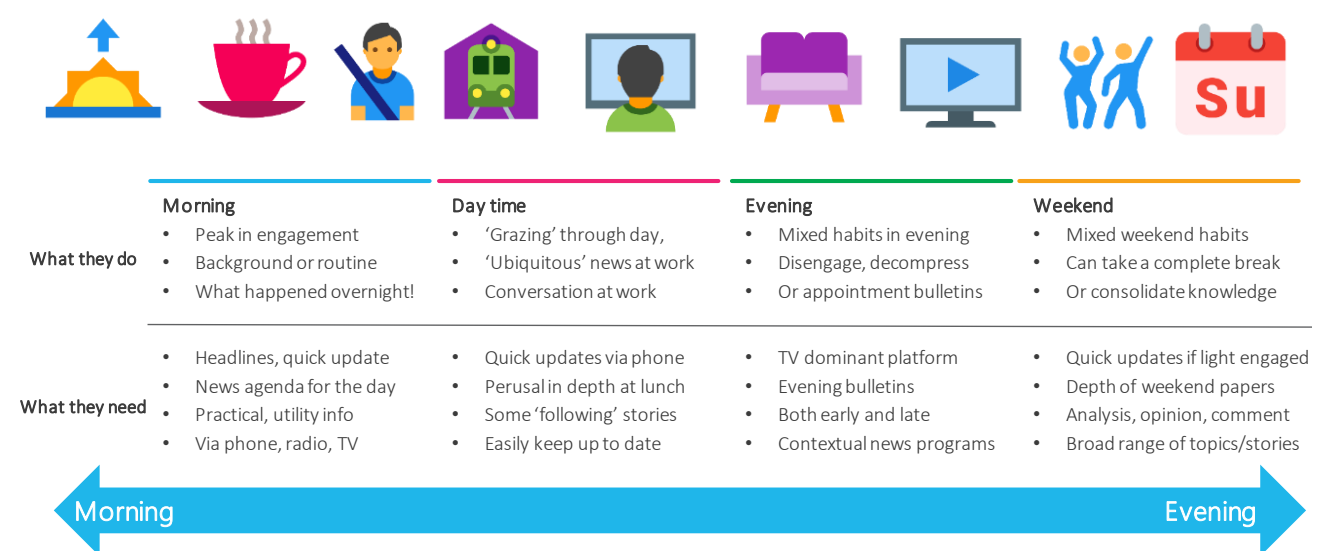 Su
Morning
• Peak in engagement
• Background or routine
• What happened overnight!
Day time
• ‘Grazing’ through day,
• ‘Ubiquitous’ news at work
• Conversation at work
Evening
• Mixed habits in evening
• Disengage, decompress
• Or appointment bulletins
Weekend
• Mixed weekend habits
• Can take a complete break
• Or consolidate knowledge
What they do
• Headlines, quick update
• News agenda for the day
• Practical, utility info
• Via phone, radio, TV
• Quick updates via phone
• Perusal in depth at lunch
• Some ‘following’ stories
• Easily keep up to date
• TV dominant platform
• Evening bulletins
• Both early and late
• Contextual news programs
• Quick updates if light engaged
• Depth of weekend papers
• Analysis, opinion, comment
• Broad range of topics/stories
What they need
Morning
Evening